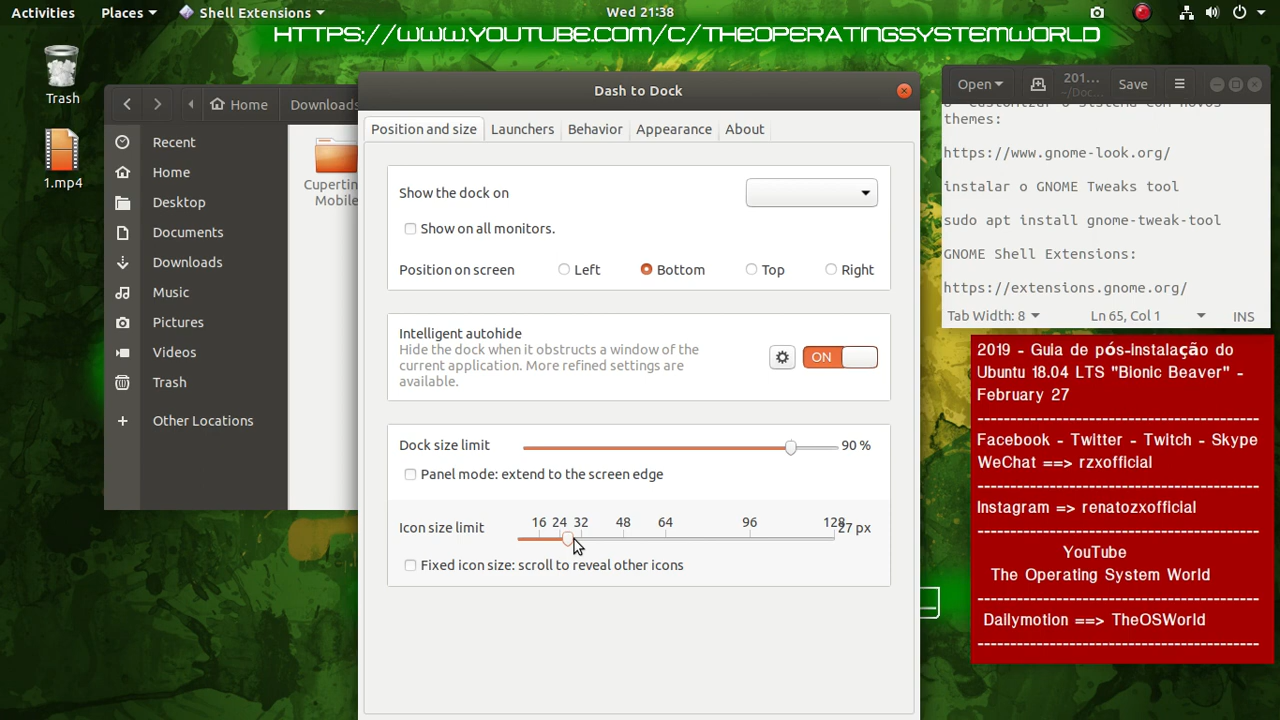 Activities Places Shell Extensions Wed 21:38
HTTPS://WWW.YOUTUBE.COM/C/THEOPERATINGSYSTEMWORLD
Trash
1.mp4
Home Downloads
Recent
Home
Desktop
Documents
Downloads
Music
Pictures
Videos
Trash
Other Locations
Mobile
Dash to Dock
Position and size Launchers Behavior Appearance About
Show the dock on
Show on all monitors.
Position on screen Left Bottom Top Right
Intelligent autohide
Hide the dock when it obstructs a window of the
current application. More refined settings are
available.
ON
Dock size limit 90 %
Panel mode: extend to the screen edge
16 24 32 48 64 96 128
Icon size limit 27 px
Fixed icon size: scroll to reveal other icons
Open 201... Save
~/Doc...
themes:
https://www.gnome-look.org/
instalar o GNOME Tweaks tool
sudo apt install gnome-tweak-tool
GNOME Shell Extensions:
https://extensions.gnome.org/
Tab Width: 8 Ln 65, Col 1 INS
2019 - Guia de pós-Instalação do
Ubuntu 18.04 LTS "Bionic Beaver" -
February 27
Facebook - Twitter - Twitch - Skype
WeChat ==> rzxofficial
Instagram => renatozxofficial
YouTube
The Operating System World
Dailymotion ==> TheOSWorld